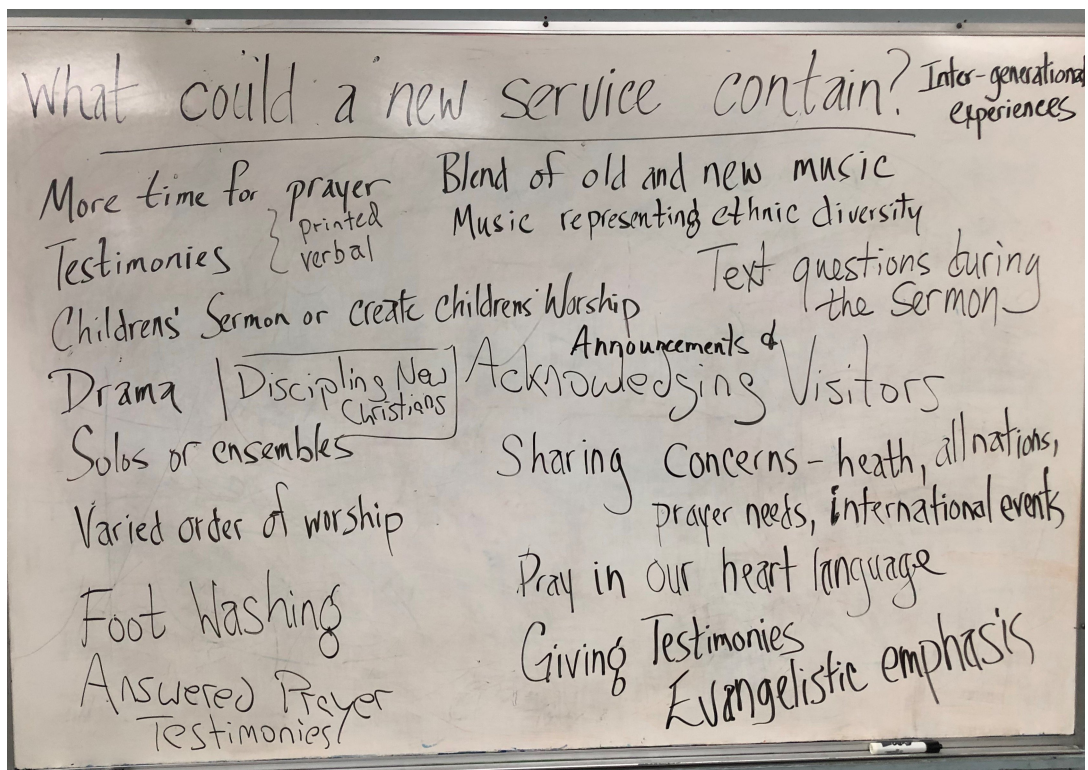 What could a new service contain?
Inter-generational
experiences
More time for prayer
Testimonies { printed
verbal
Childrens' Sermon or create Childrens' Worship
Drama
Discipling New
Christians
Solos or ensembles
Varied order of worship
Foot Washing
Answered Prayer
Testimonies!
Blend of old and new music
Music representing ethnic diversity
Text questions during
the Sermon
Announcements &
Acknowledging Visitors
Sharing Concerns - heath, all nations,
prayer needs, international events
Pray in our heart language
Giving Testimonies
Evangelistic emphasis